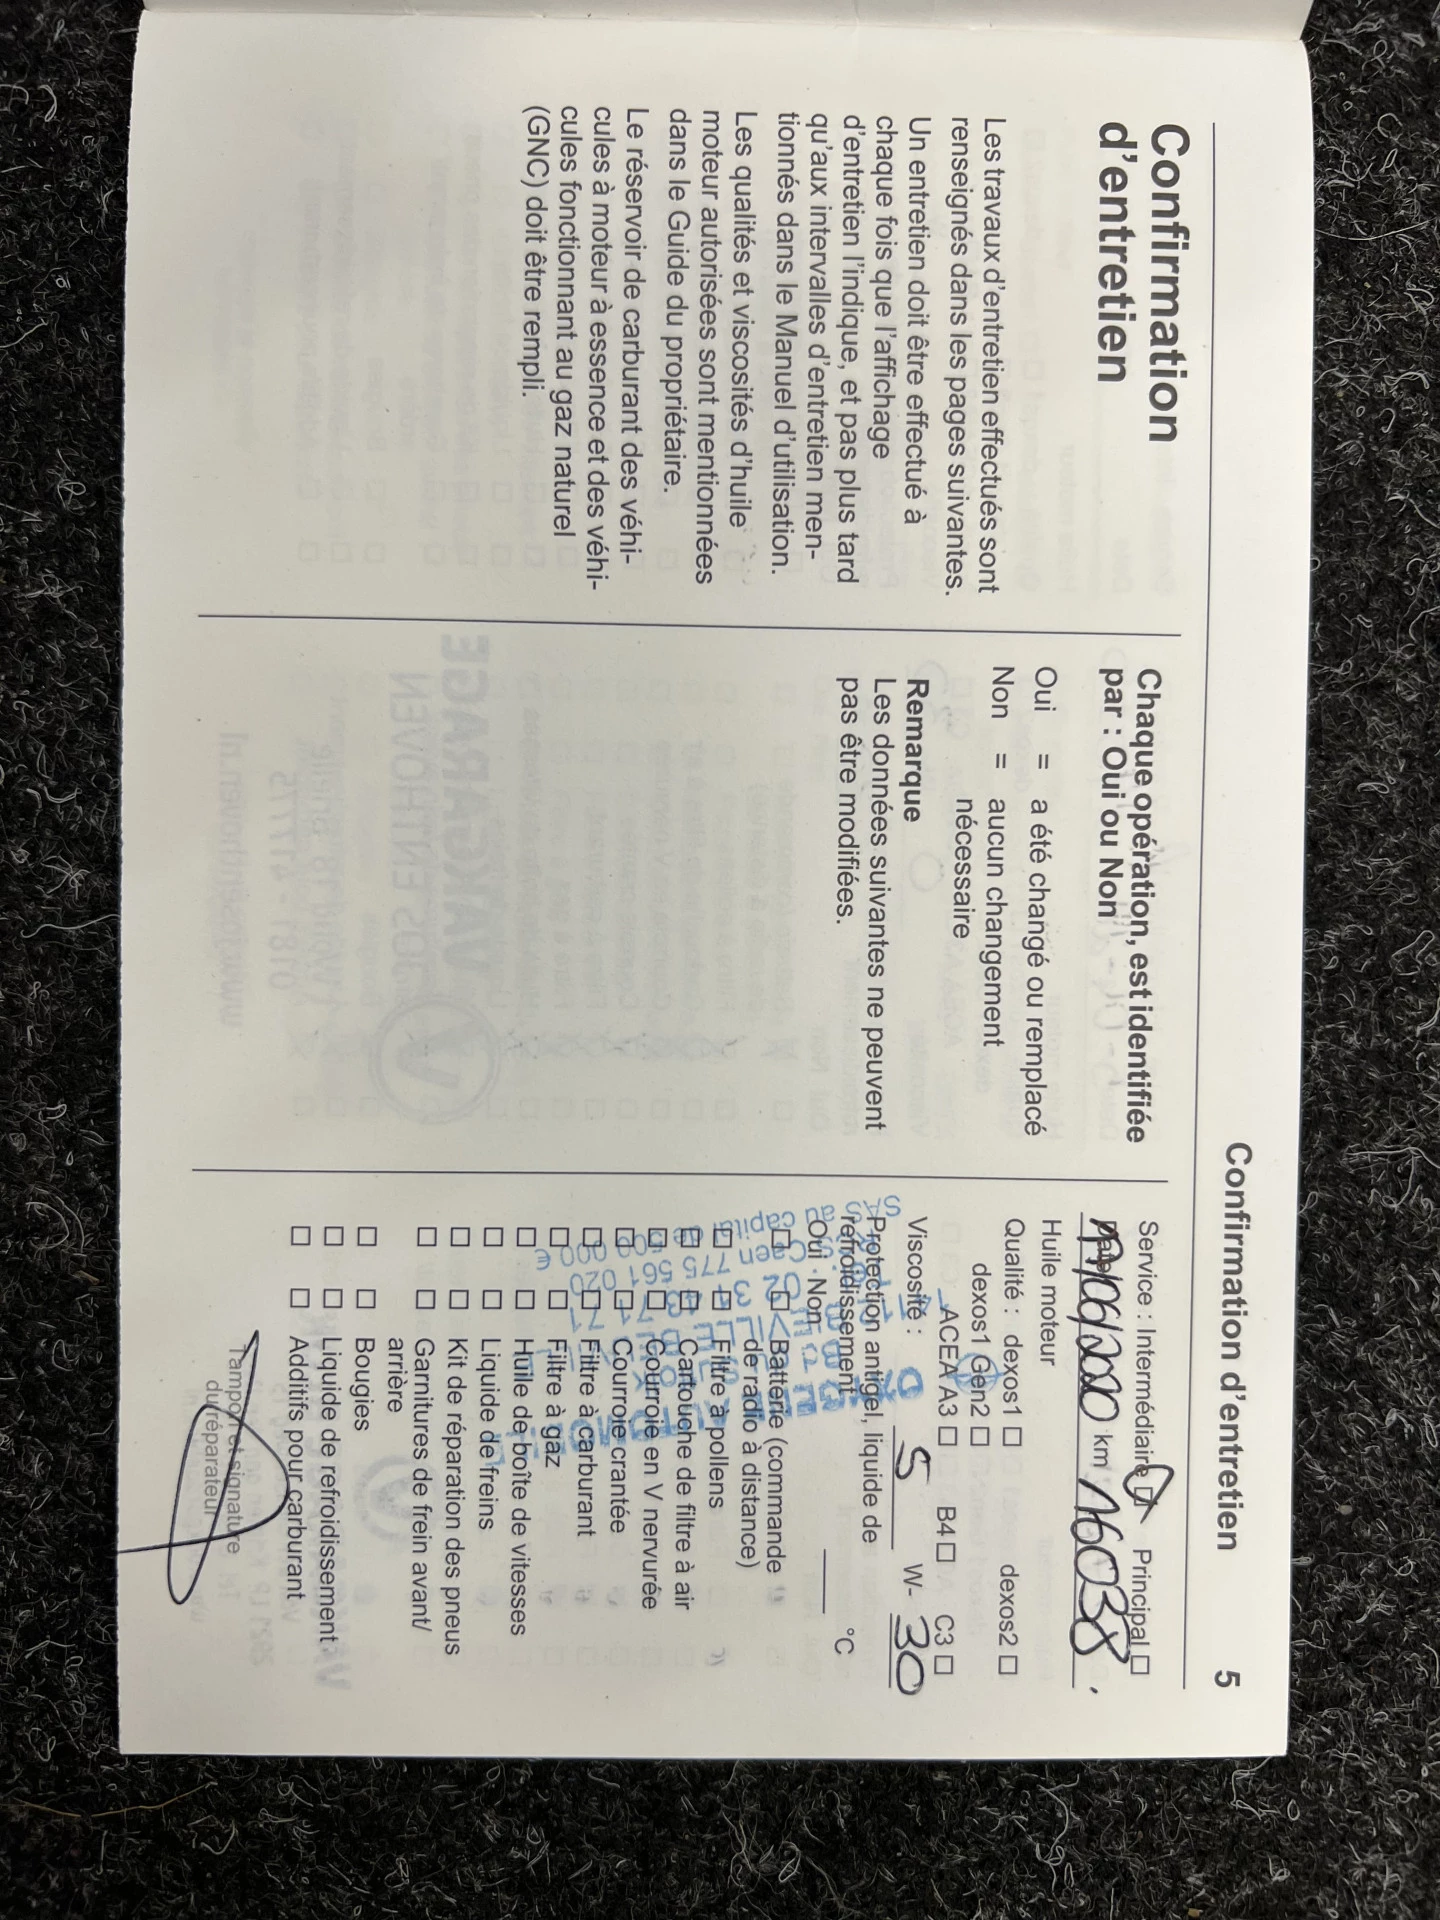 Confirmation d'entretien 5
Confirmation
d'entretien
Les travaux d'entretien effectués sont
renseignés dans les pages suivantes.
Un entretien doit être effectué à
chaque fois que l'affichage
d'entretien l'indique, et pas plus tard
qu'aux intervalles d'entretien men-
tionnés dans le Manuel d'utilisation.
Les qualités et viscosités d'huile
moteur autorisées sont mentionnées
dans le Guide du propriétaire.
Le réservoir de carburant des véhi-
cules à moteur à essence et des véhi-
cules fonctionnant au gaz naturel
(GNC) doit être rempli.
Chaque opération, est identifiée
par : Oui ou Non
Oui = a été changé ou remplacé
Non = aucun changement
nécessaire
Remarque
Les données suivantes ne peuvent
pas être modifiées.
Service : Intermédiaire Principal
km 16038
Huile moteur
Qualité : dexos1 dexos2
dexos1 Gen2
ACEA A3 B4 C3
Viscosité : 5 W- 30
Protection antigel, liquide de
refroidissement °C
Oui Non
Batterie (commande
de radio à distance)
Filtre à pollens
Cartouche de filtre à air
Courroie en V nervurée
Courroie crantée
Filtre à carburant
Filtre à gaz
Huile de boîte de vitesses
Liquide de freins
Kit de réparation des pneus
Garnitures de frein avant/
arrière
Bougies
Liquide de refroidissement
Additifs pour carburant
Tampon et signature
du réparateur